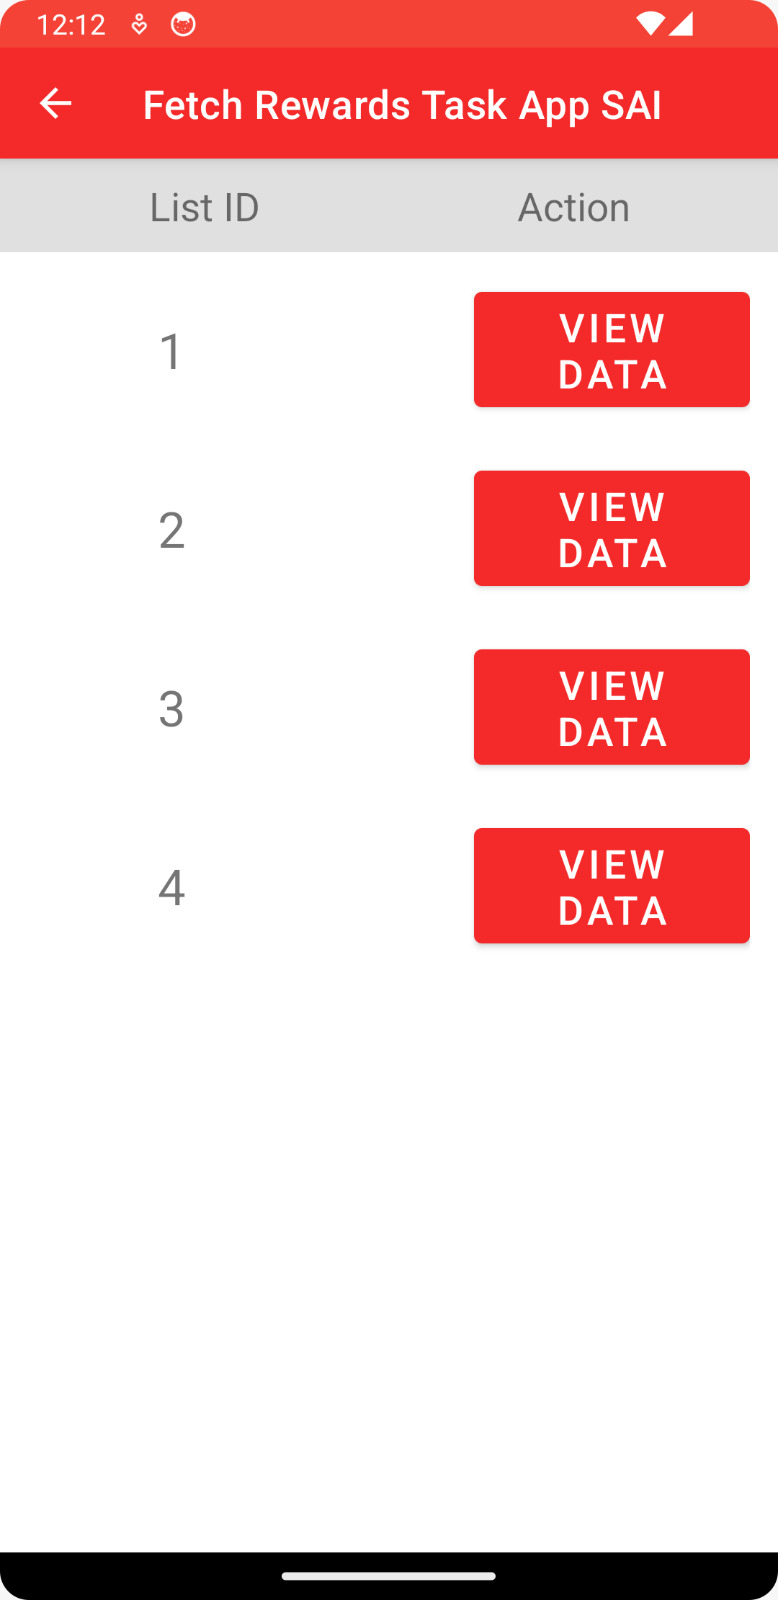 12:12
Fetch Rewards Task App SAI
List ID Action
1 VIEW
DATA
2 VIEW
DATA
3 VIEW
DATA
4 VIEW
DATA